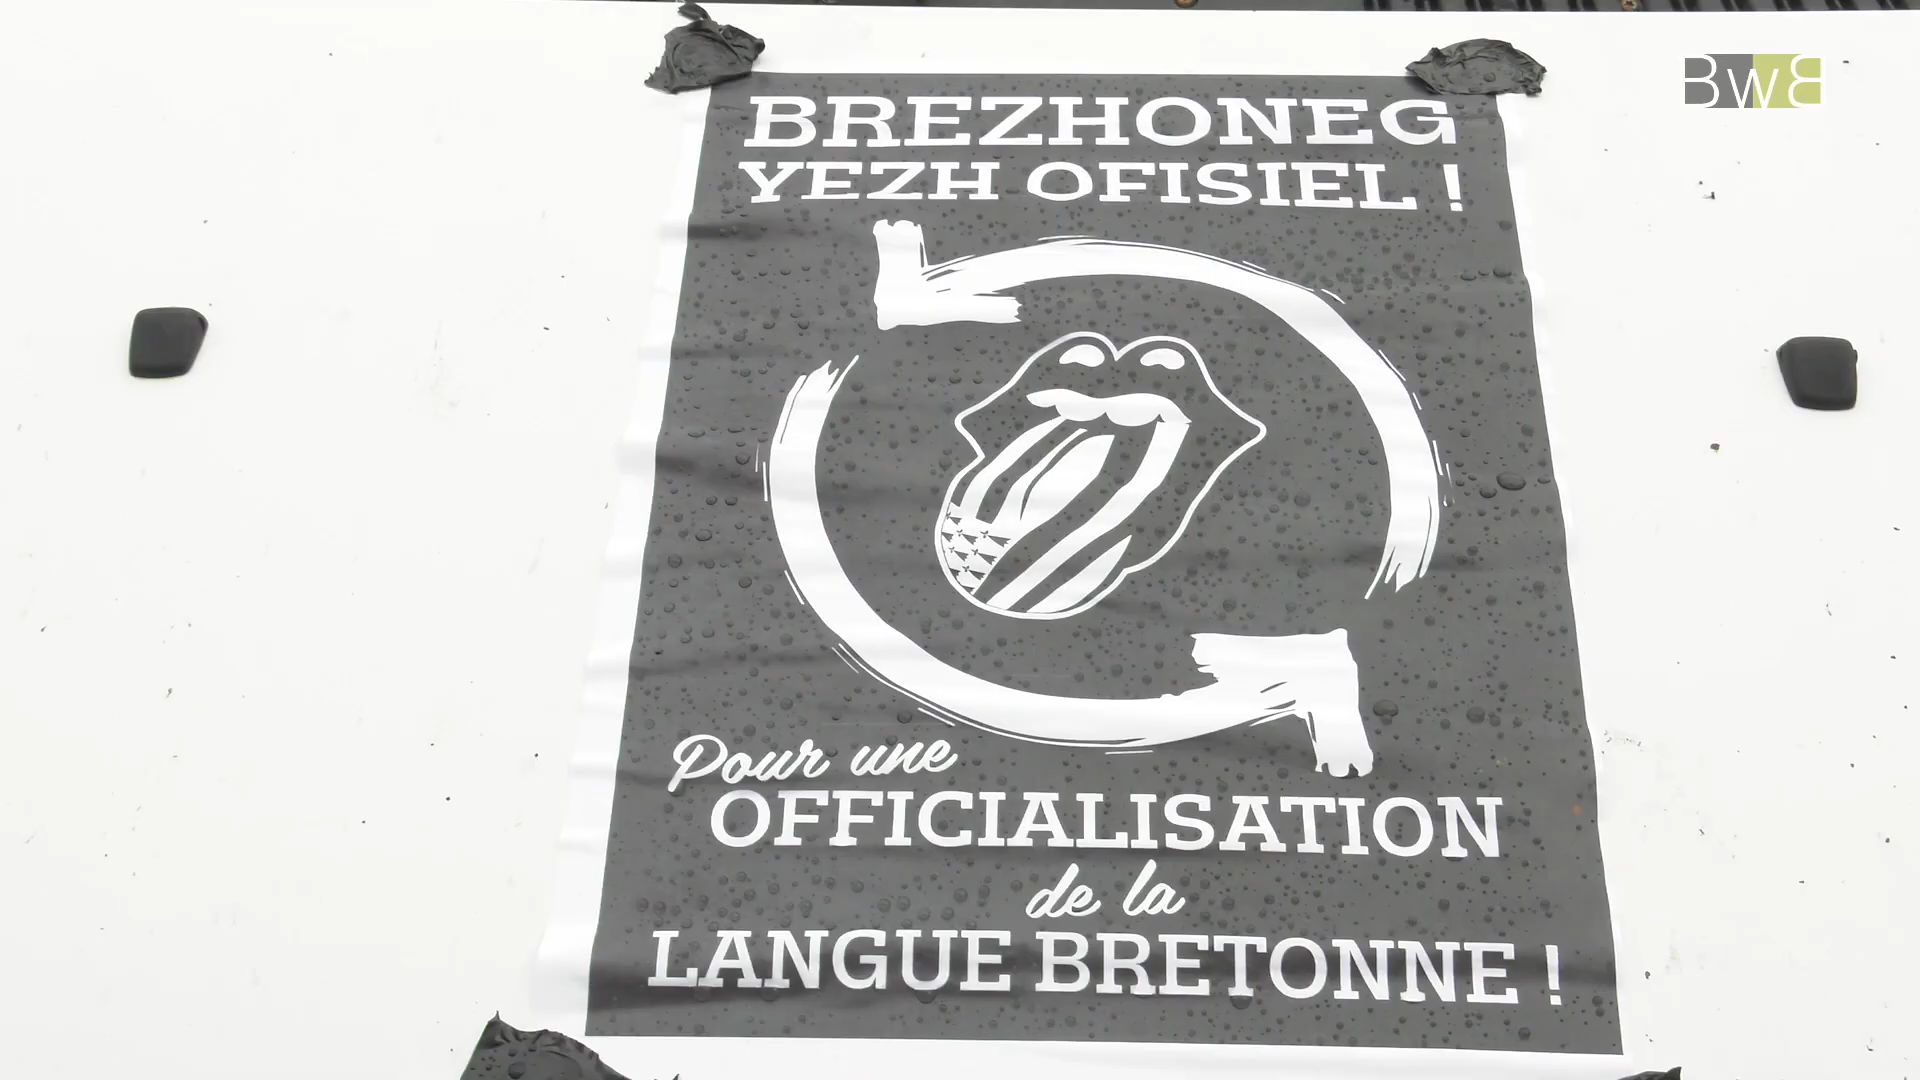 BWB
BREZHONEG
YEZH OFISIEL !
Pour une
OFFICIALISATION
de la
LANGUE BRETONNE !